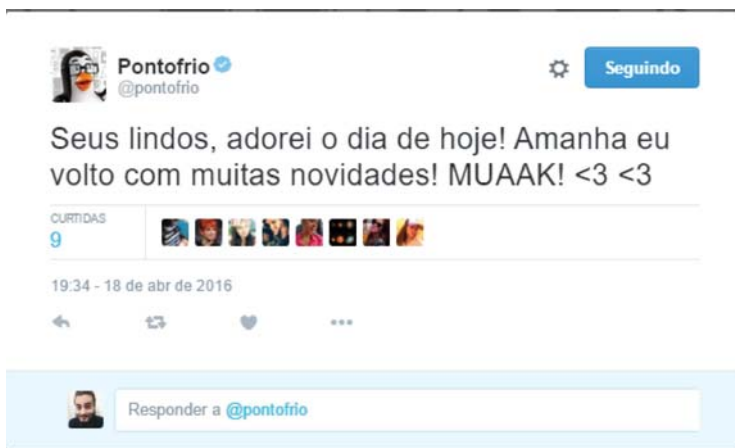 Pontofrio
@pontofrio
Seguindo
Seus lindos, adorei o dia de hoje! Amanha eu
volto com muitas novidades! MUAAK! <3 <3
CURTIDAS
9
19:34 - 18 de abr de 2016
Responder a @pontofrio